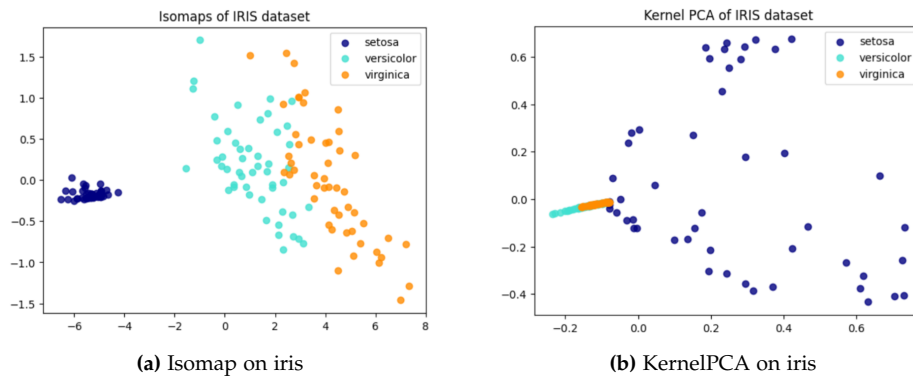 Isomaps of IRIS dataset
setosa
versicolor
virginica
1.5
1.0
0.5
0.0
−0.5
−1.0
−1.5
−6
−4
−2
0
2
4
6
8
(a) Isomap on iris
Kernel PCA of IRIS dataset
setosa
versicolor
virginica
0.6
0.4
0.2
0.0
−0.2
−0.4
−0.2
0.0
0.2
0.4
0.6
(b) KernelPCA on iris